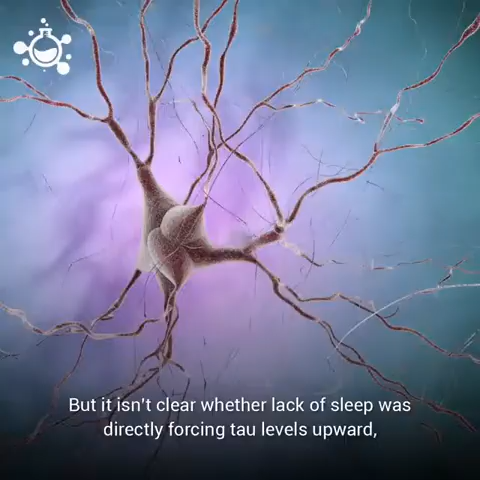 But it isn't clear whether lack of sleep was
directly forcing tau levels upward,